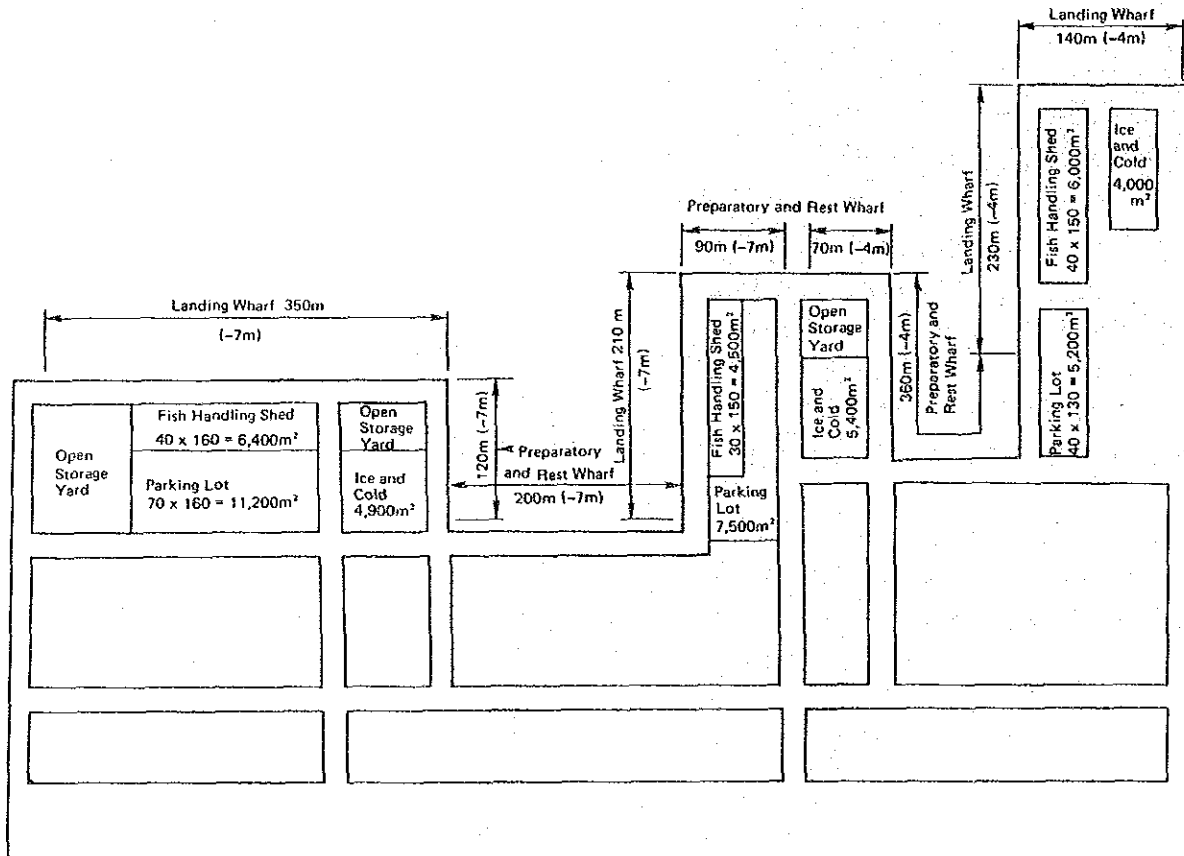 Landing Wharf
140m (-4m)
Fish Handling Shed
40 x 150 = 6,000m²
Ice
and
Cold
4,000
m²
Landing Wharf
230m (-4m)
Preparatory and Rest Wharf
90m (-7m)
70m (-4m)
Landing Wharf 350m
(-7m)
Landing Wharf 210 m
(-7m)
Fish Handling Shed
30 x 150 = 4,500m²
Open
Storage
Yard
Ice and
Cold
5,400m²
360m (-4m)
Preparatory and
Rest Wharf
Parking Lot
40 x 130 = 5,200m²
Open
Storage
Yard
Fish Handling Shed
40 x 160 = 6,400m²
Parking Lot
70 x 160 = 11,200m²
Open
Storage
Yard
Ice and
Cold
4,900m²
120m (-7m)
Preparatory
and Rest Wharf
200m (-7m)
Parking
Lot
7,500m²